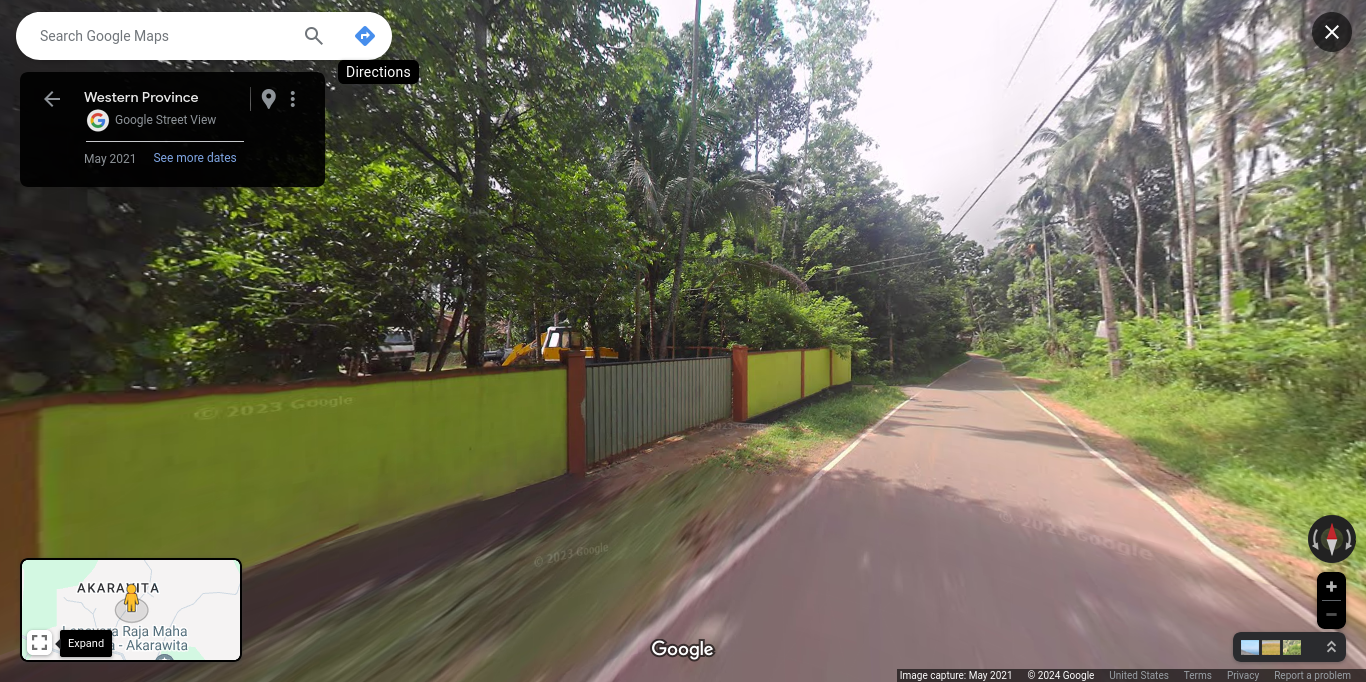 Search Google Maps
Directions
Western Province
Google Street View
May 2021 See more dates
© 2023 Google
© 2023 Google
© 2023 Google
© 2023 Google
AKARAWITA
Raja Maha
- Akarawita
Expand
Google
Image capture: May 2021 © 2024 Google United States Terms Privacy Report a problem